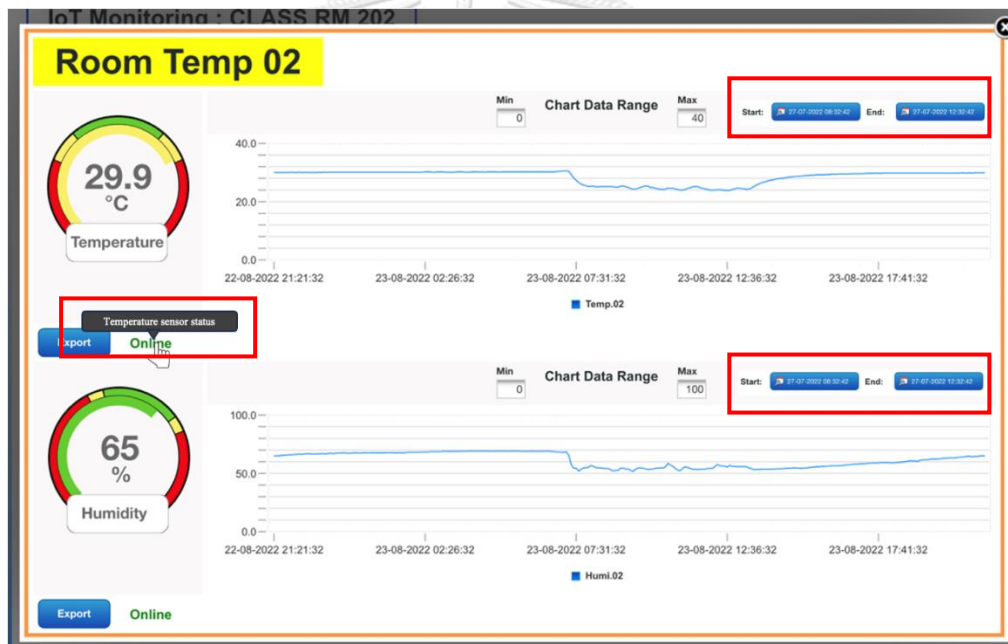 IoT Monitoring : CLASS RM 202
Room Temp 02
Min
0
Chart Data Range
Max
40
Start: 27-07-2022 08:32:42 End: 27-07-2022 12:32:42
29.9
°C
Temperature
40.0
20.0
0.0
22-08-2022 21:21:32 23-08-2022 02:26:32 23-08-2022 07:31:32 23-08-2022 12:36:32 23-08-2022 17:41:32
Temp.02
Temperature sensor status
Export Online
Min
0
Chart Data Range
Max
100
Start: 27-07-2022 08:32:42 End: 27-07-2022 12:32:42
65
%
Humidity
100.0
50.0
0.0
22-08-2022 21:21:32 23-08-2022 02:26:32 23-08-2022 07:31:32 23-08-2022 12:36:32 23-08-2022 17:41:32
Humi.02
Export Online